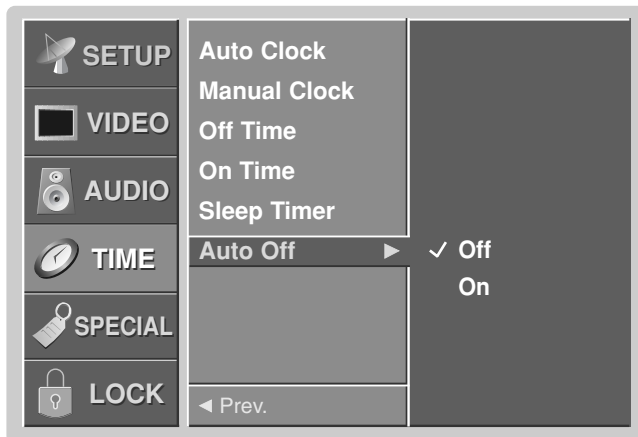 SETUP
VIDEO
AUDIO
TIME
SPECIAL
LOCK
Auto Clock
Manual Clock
Off Time
On Time
Sleep Timer
Auto Off ►
◄ Prev.
✓ Off
On